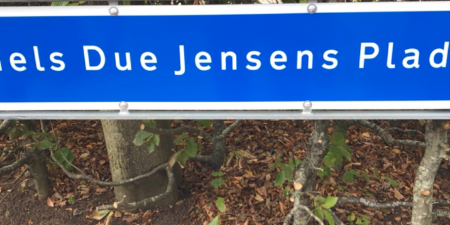 els Due Jensens Plad